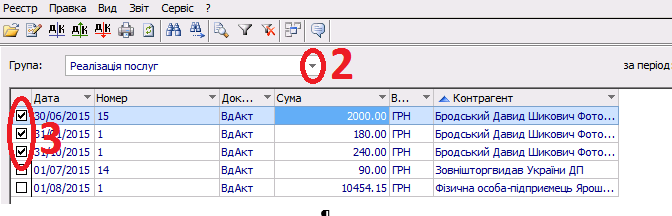 Реєстр Правка Вид Звіт Сервіс ?
Група: Реалізація послуг 2 за період
Дата Номер Док... Сума В... Контрагент
30/06/2015 15 ВдАкт 2000.00 ГРН Бродський Давид Шикович Фото...
1 ВдАкт 180.00 ГРН Бродський Давид Шикович Фото...
3
31/10/2015 1 ВдАкт 240.00 ГРН Бродський Давид Шикович Фото...
01/07/2015 14 ВдАкт 90.00 ГРН Зовнішторгвидав України ДП
01/08/2015 1 ВдАкт 10454.15 ГРН Фізична особа-підприємець Ярош...
¶